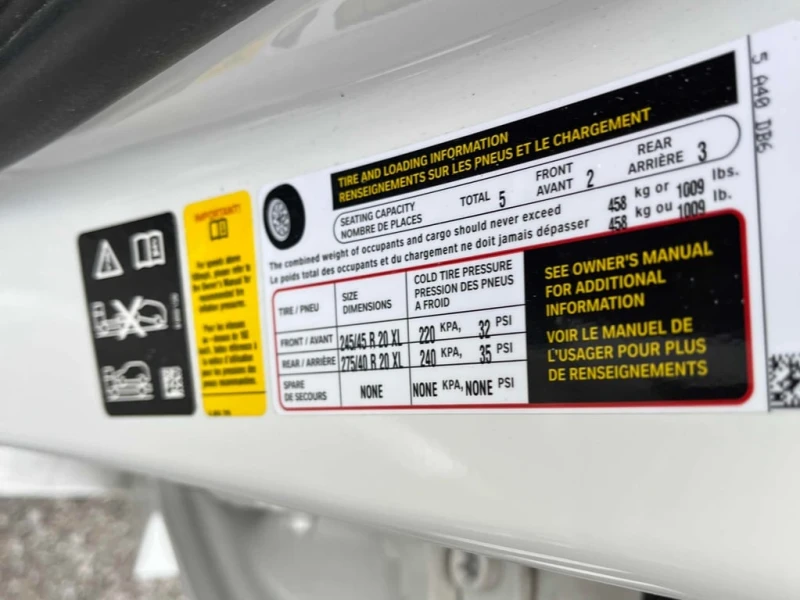 5 A40 DB6
TIRE AND LOADING INFORMATION
RENSEIGNEMENTS SUR LES PNEUS ET LE CHARGEMENT
SEATING CAPACITY
NOMBRE DE PLACES
TOTAL 5
FRONT
AVANT 2
REAR
ARRIÈRE 3
The combined weight of occupants and cargo should never exceed 458 kg or 1009 lbs.
Le poids total des occupants et du chargement ne doit jamais dépasser 458 kg ou 1009 lb.
TIRE / PNEU
SIZE
DIMENSIONS
COLD TIRE PRESSURE
PRESSION DES PNEUS
A FROID
FRONT / AVANT 245/45 R 20 XL 220 KPA, 32 PSI
REAR / ARRIÈRE 275/40 R 20 XL 240 KPA, 35 PSI
SPARE
DE SECOURS
NONE NONE KPA, NONE PSI
SEE OWNER'S MANUAL
FOR ADDITIONAL
INFORMATION
VOIR LE MANUEL DE
L'USAGER POUR PLUS
DE RENSEIGNEMENTS
IMPORTANT!